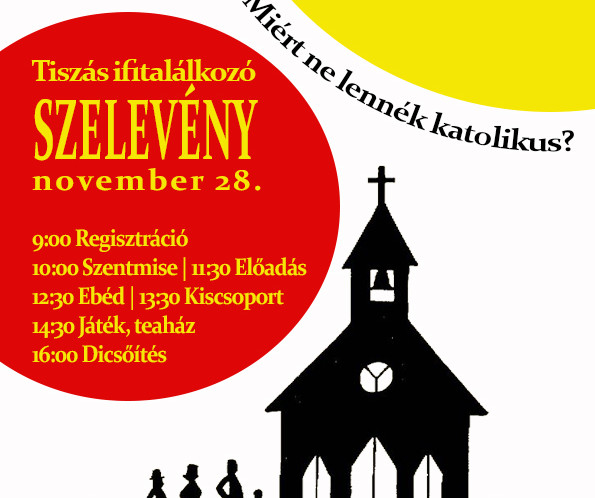 Miért ne lennék katolikus?
Tiszás ifitalálkozó
SZELEVÉNY
november 28.
9:00 Regisztráció
10:00 Szentmise | 11:30 Előadás
12:30 Ebéd | 13:30 Kiscsoport
14:30 Játék, teaház
16:00 Dicsőítés